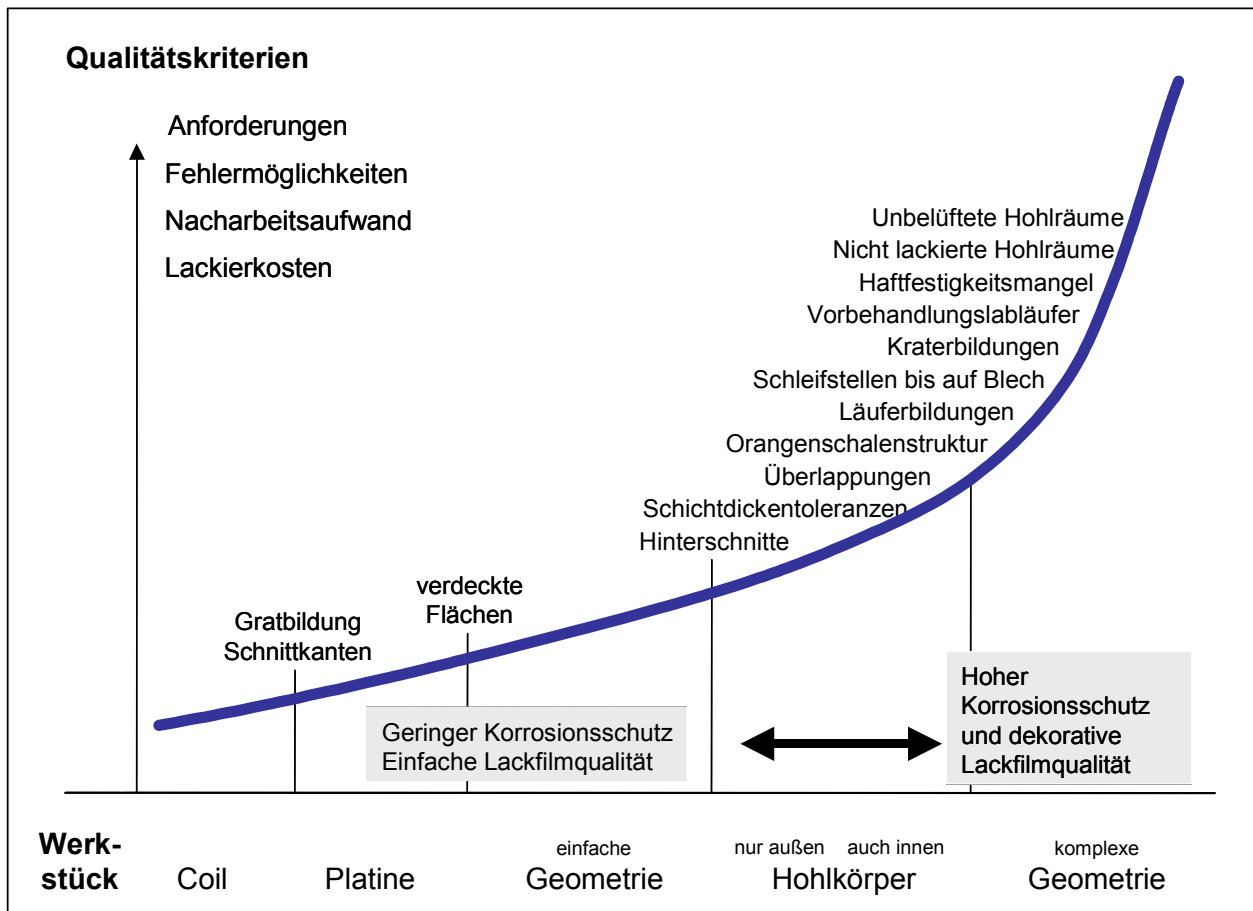 Qualitätskriterien
Anforderungen
Fehlermöglichkeiten
Nacharbeitsaufwand
Lackierkosten
Unbelüftete Hohlräume
Nicht lackierte Hohlräume
Haftfestigkeitsmangel
Vorbehandlungslabläufer
Kraterbildungen
Schleifstellen bis auf Blech
Läuferbildungen
Orangenschalenstruktur
Überlappungen
Schichtdickentoleranzen
Hinterschnitte
verdeckte
Flächen
Gratbildung
Schnittkanten
Geringer Korrosionsschutz
Einfache Lackfilmqualität
Hoher
Korrosionsschutz
und dekorative
Lackfilmqualität
Werk-
stück
Coil
Platine
einfache
Geometrie
nur außen auch innen
Hohlkörper
komplexe
Geometrie